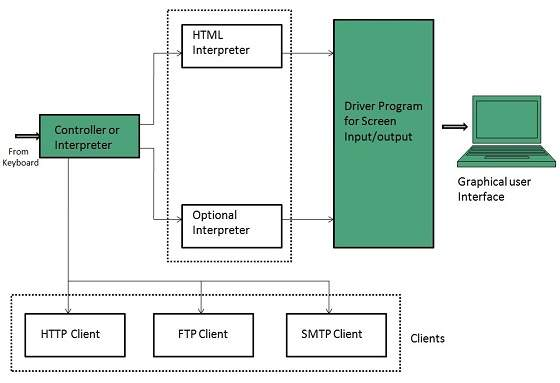 HTML
Interpreter
Controller or
Interpreter
From
Keyboard
Driver Program
for Screen
Input/output
Graphical user
Interface
Optional
Interpreter
HTTP Client
FTP Client
SMTP Client
Clients